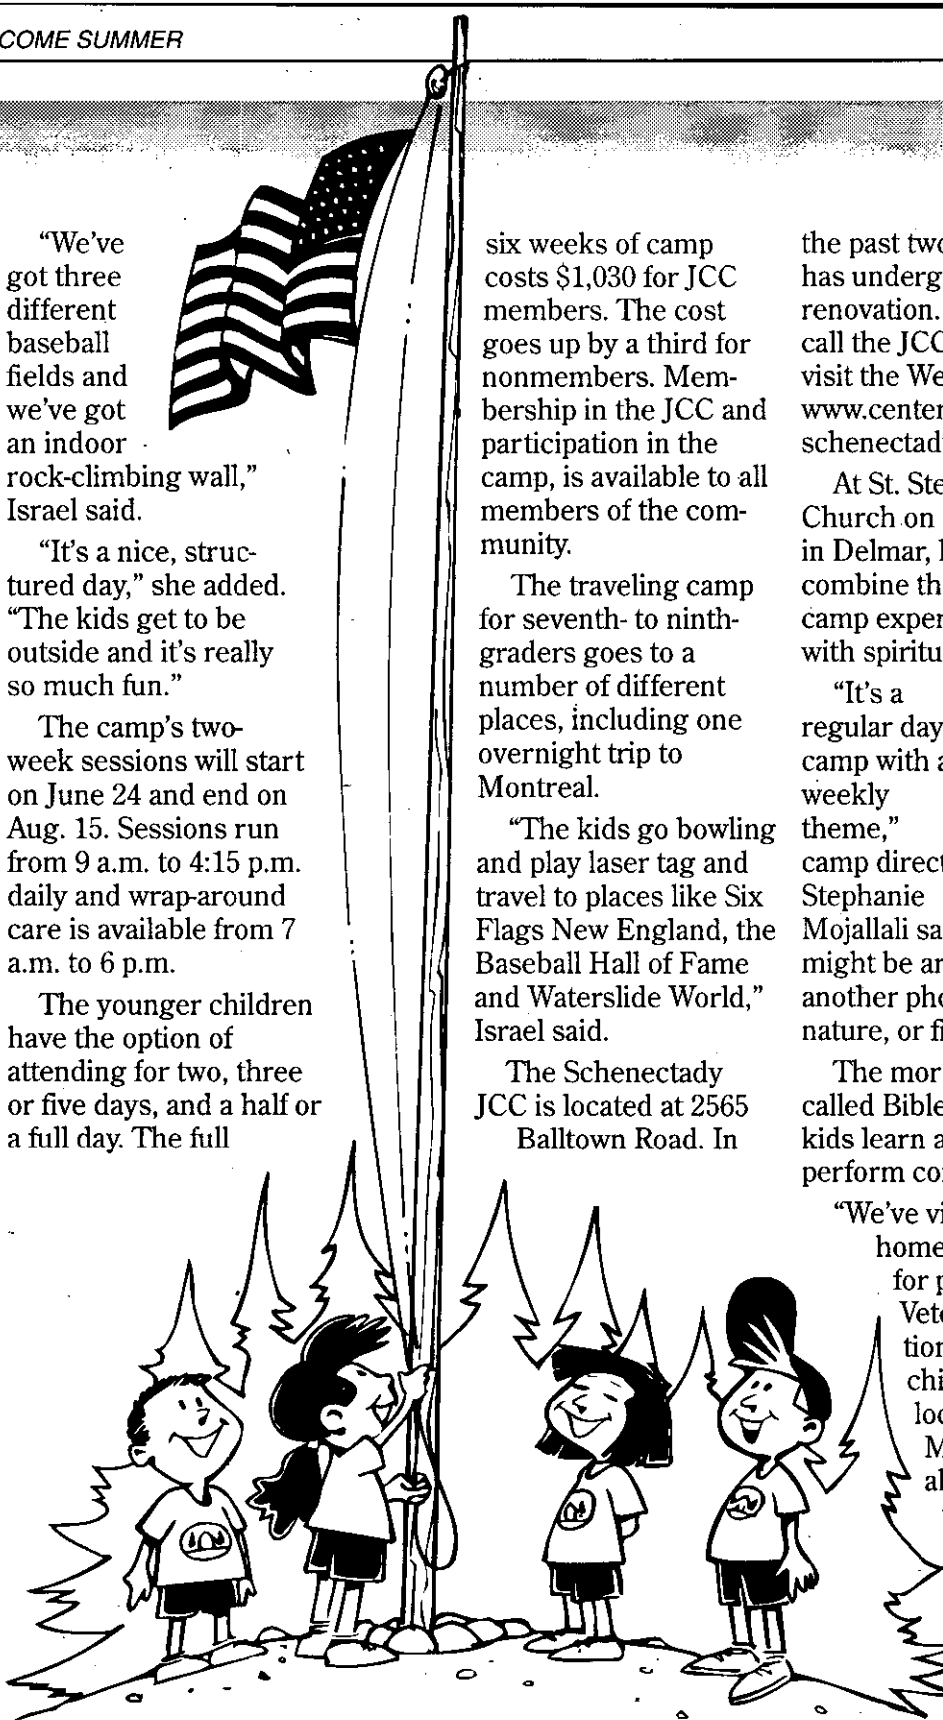 COME SUMMER
“We’ve
got three
different
baseball
fields and
we’ve got
an indoor
rock-climbing wall,”
Israel said.
“It’s a nice, struc-
tured day,” she added.
“The kids get to be
outside and it’s really
so much fun.”
The camp’s two-
week sessions will start
on June 24 and end on
Aug. 15. Sessions run
from 9 a.m. to 4:15 p.m.
daily and wrap-around
care is available from 7
a.m. to 6 p.m.
The younger children
have the option of
attending for two, three
or five days, and a half or
a full day. The full
six weeks of camp
costs $1,030 for JCC
members. The cost
goes up by a third for
nonmembers. Mem-
bership in the JCC and
participation in the
camp, is available to all
members of the com-
munity.
The traveling camp
for seventh- to ninth-
graders goes to a
number of different
places, including one
overnight trip to
Montreal.
“The kids go bowling
and play laser tag and
travel to places like Six
Flags New England, the
Baseball Hall of Fame
and Waterslide World,”
Israel said.
The Schenectady
JCC is located at 2565
Balltown Road. In
the past two
has underg
renovation.
call the JCC
visit the We
www.center
schenectad
At St. Ste
Church on
in Delmar,
combine th
camp exper
with spiritu
“It’s a
regular day
camp with a
weekly
theme,”
camp direct
Stephanie
Mojallali sa
might be an
another phe
nature, or fi
The mor
called Bible
kids learn a
perform co
“We’ve vi
home
for p
Vete
tion
chi
loc
M
al